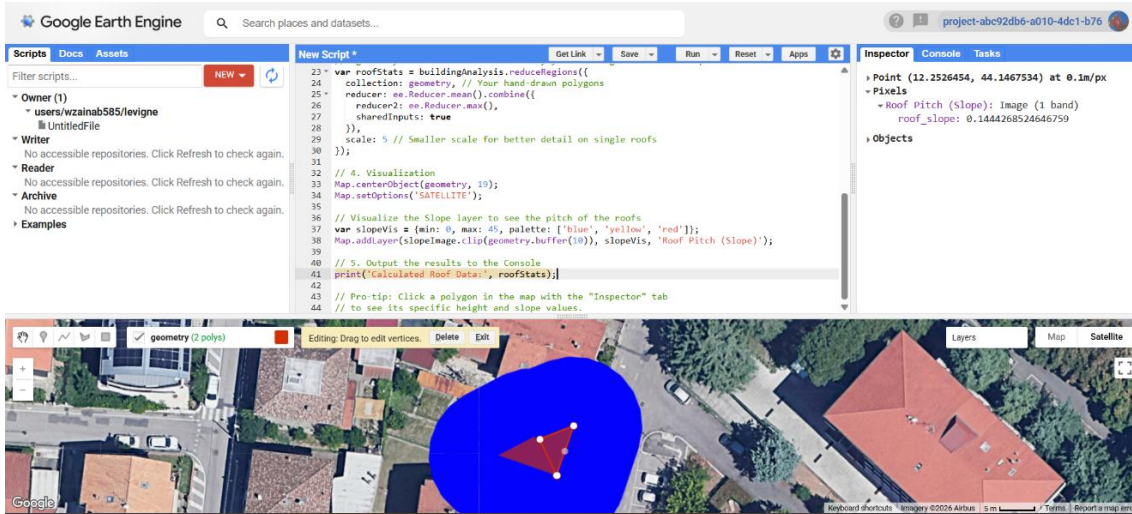 Google Earth Engine
Search places and datasets...
project-abc92db6-a010-4dc1-b76
Scripts Docs Assets
Filter scripts...
NEW
Owner (1)
users/wzainab585/levigne
UntitledFile
Writer
No accessible repositories. Click Refresh to check again.
Reader
No accessible repositories. Click Refresh to check again.
Archive
No accessible repositories. Click Refresh to check again.
Examples
New Script *
Get Link Save Run Reset Apps
23 var roofStats = buildingAnalysis.reduceRegions({
24 collection: geometry, // Your hand-drawn polygons
25 reducer: ee.Reducer.mean().combine({
26 reducer2: ee.Reducer.max(),
27 sharedInputs: true
28 }),
29 scale: 5 // Smaller scale for better detail on single roofs
30 });
31
32 // 4. Visualization
33 Map.centerObject(geometry, 19);
34 Map.setOptions('SATELLITE');
35
36 // Visualize the Slope layer to see the pitch of the roofs
37 var slopeVis = {min: 0, max: 45, palette: ['blue', 'yellow', 'red']};
38 Map.addLayer(slopeImage.clip(geometry.buffer(10)), slopeVis, 'Roof Pitch (Slope)');
39
40 // 5. Output the results to the Console
41 print('Calculated Roof Data:', roofStats);
42
43 // Pro-tip: Click a polygon in the map with the "Inspector" tab
44 // to see its specific height and slope values.
Inspector Console Tasks
Point (12.2526454, 44.1467534) at 0.1m/px
Pixels
Roof Pitch (Slope): Image (1 band)
roof_slope: 0.1444268524646759
Objects
geometry (2 polys)
Editing: Drag to edit vertices. Delete Exit
Layers
Map Satellite
Google
Keyboard shortcuts Imagery ©2026 Airbus 5 m Terms Report a map erro